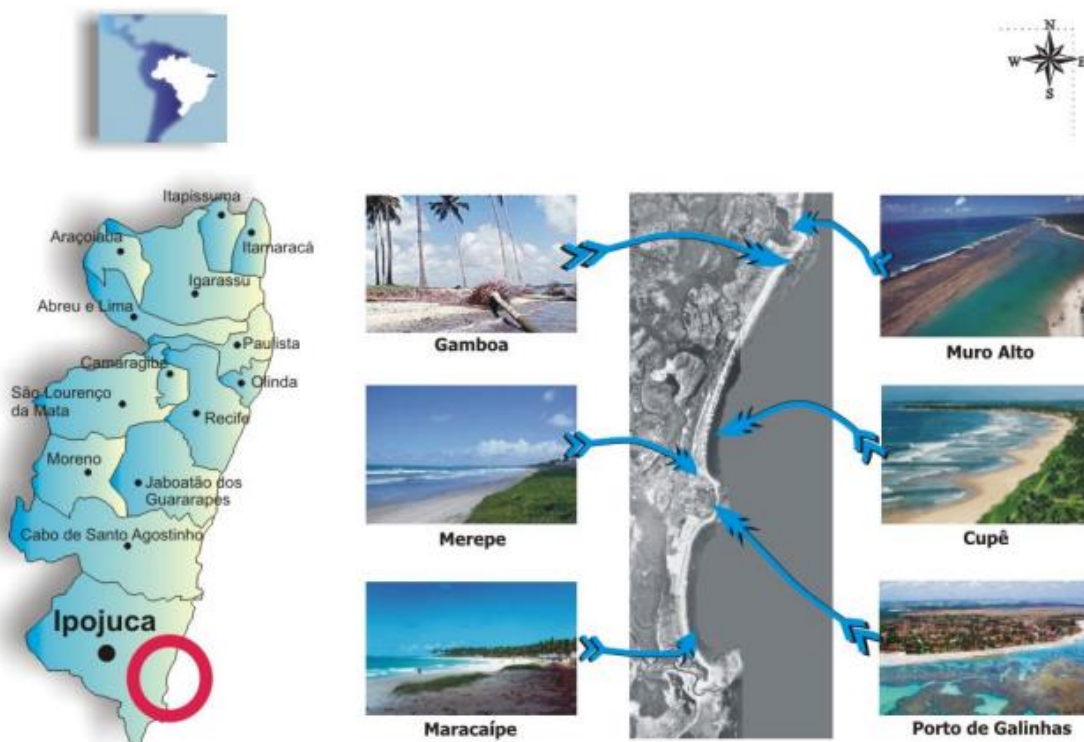 N
W E
S
Itapissuma
Araçoiaba
Itamaracá
Igarassu
Abreu e Lima
Paulista
Camaragibe
Olinda
São Lourenço
da Mata
Recife
Moreno
Jaboatão dos
Guararapes
Cabo de Santo Agostinho
Ipojuca
Gamboa
Muro Alto
Merepe
Cupê
Maracaípe
Porto de Galinhas